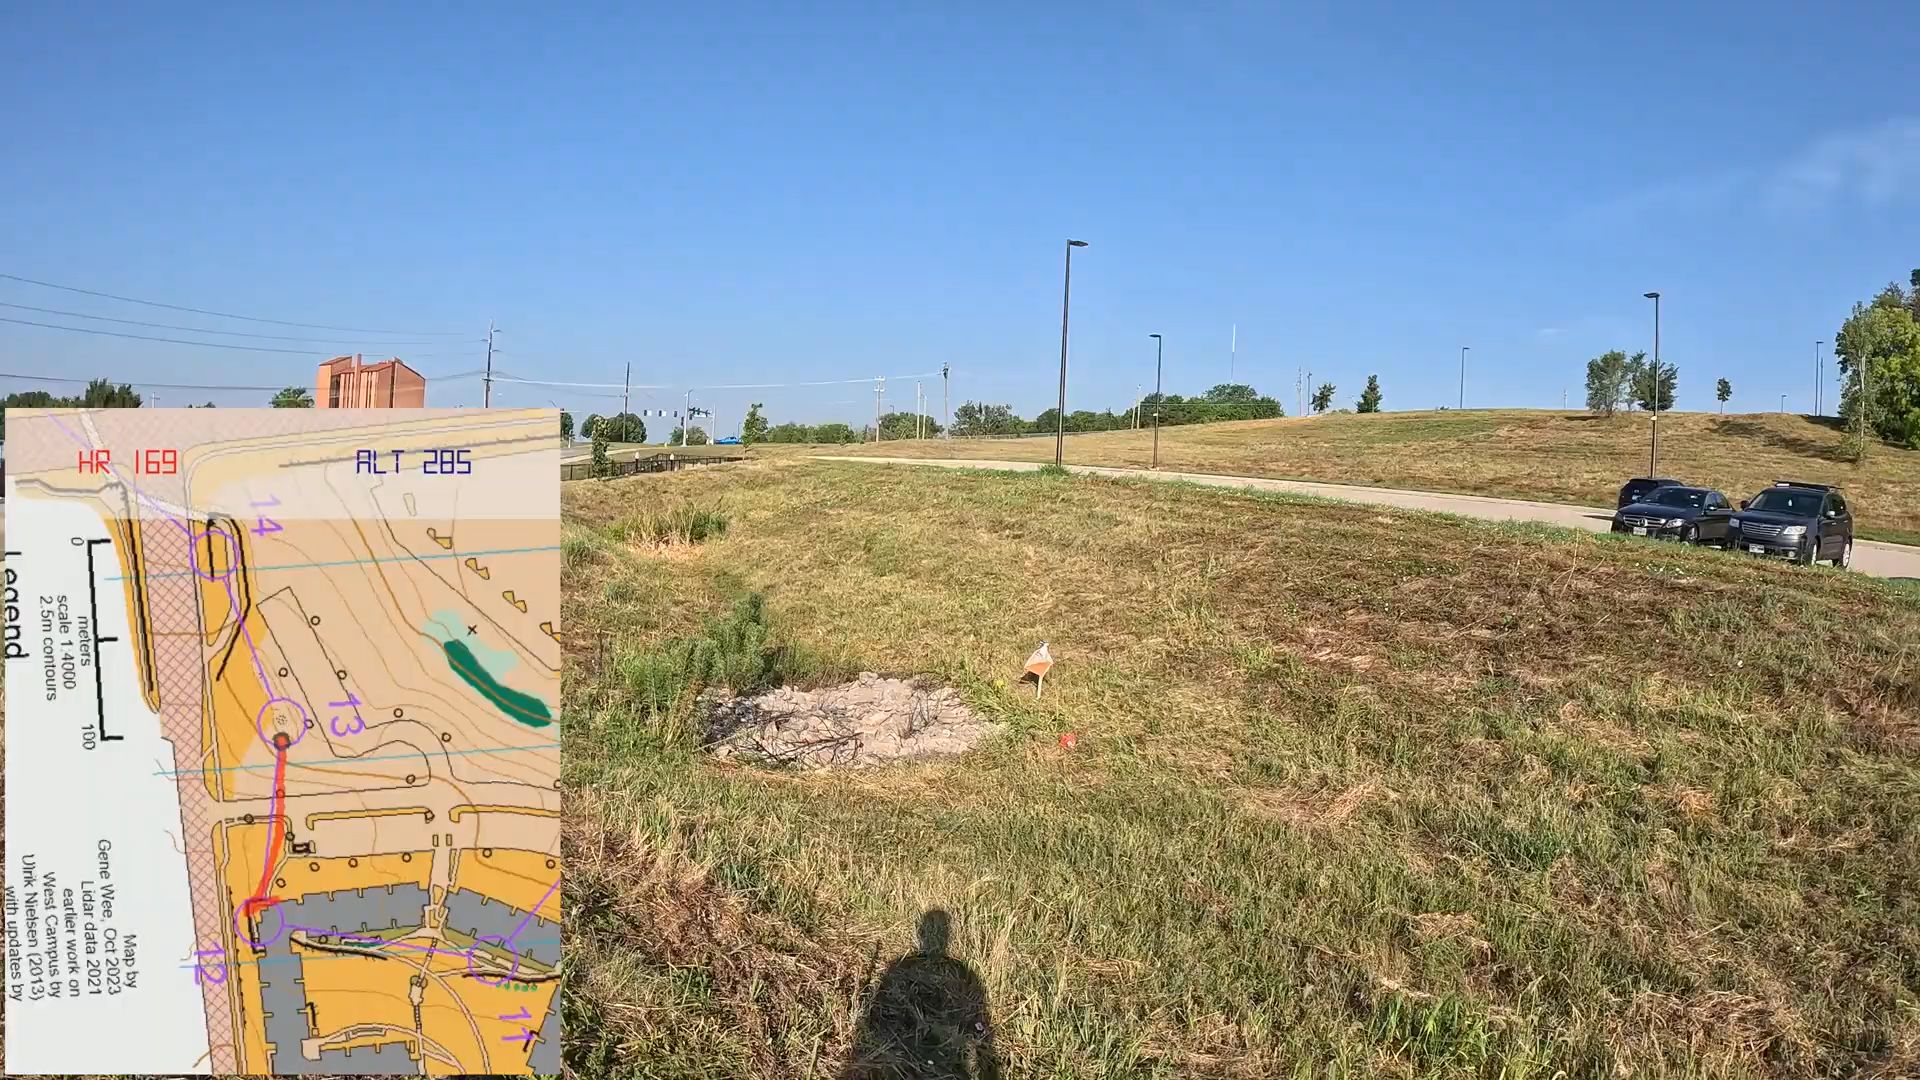 HR 169
ALT 285
14
13
12
11
Legend
0
100
meters
scale 1:4000
2.5m contours
Map by
Gene Wee, Oct 2023
Lidar data 2021
earlier work on
West Campus by
Ulrik Nielsen (2013)
with updates by